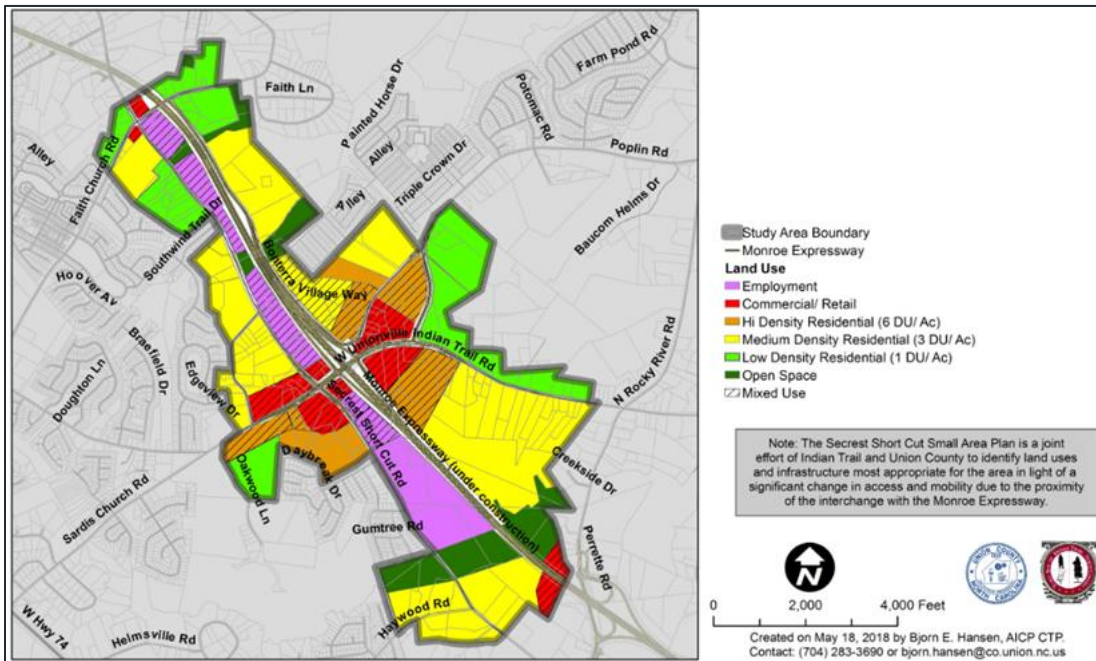 Farm Pond Rd
Faith Ln
Painted Horse Dr
Potomac Rd
Alley
Poplin Rd
Triple Crown Dr
Alley
Faith Church Rd
Alley
Baucom Helms Dr
Southwind Trail Dr
Hoover Av
Bonterra Village Way
Braefield Dr
W Unionville Indian Trail Rd
N Rocky River Rd
Doughton Ln
Edgeview Dr
Monroe Expressway (under construction)
Secrest Short Cut Rd
Creekside Dr
Oakwood Ln
Daybreak Dr
Sardis Church Rd
Gumtree Rd
Perrette Rd
Haywood Rd
W Hwy 74
Helmsville Rd
Study Area Boundary
Monroe Expressway
Land Use
Employment
Commercial/ Retail
Hi Density Residential (6 DU/ Ac)
Medium Density Residential (3 DU/ Ac)
Low Density Residential (1 DU/ Ac)
Open Space
Mixed Use
Note: The Secrest Short Cut Small Area Plan is a joint
effort of Indian Trail and Union County to identify land uses
and infrastructure most appropriate for the area in light of a
significant change in access and mobility due to the proximity
of the interchange with the Monroe Expressway.
N
UNION COUNTY
NORTH CAROLINA
0 2,000 4,000 Feet
Created on May 18, 2018 by Bjorn E. Hansen, AICP CTP.
Contact: (704) 283-3690 or bjorn.hansen@co.union.nc.us